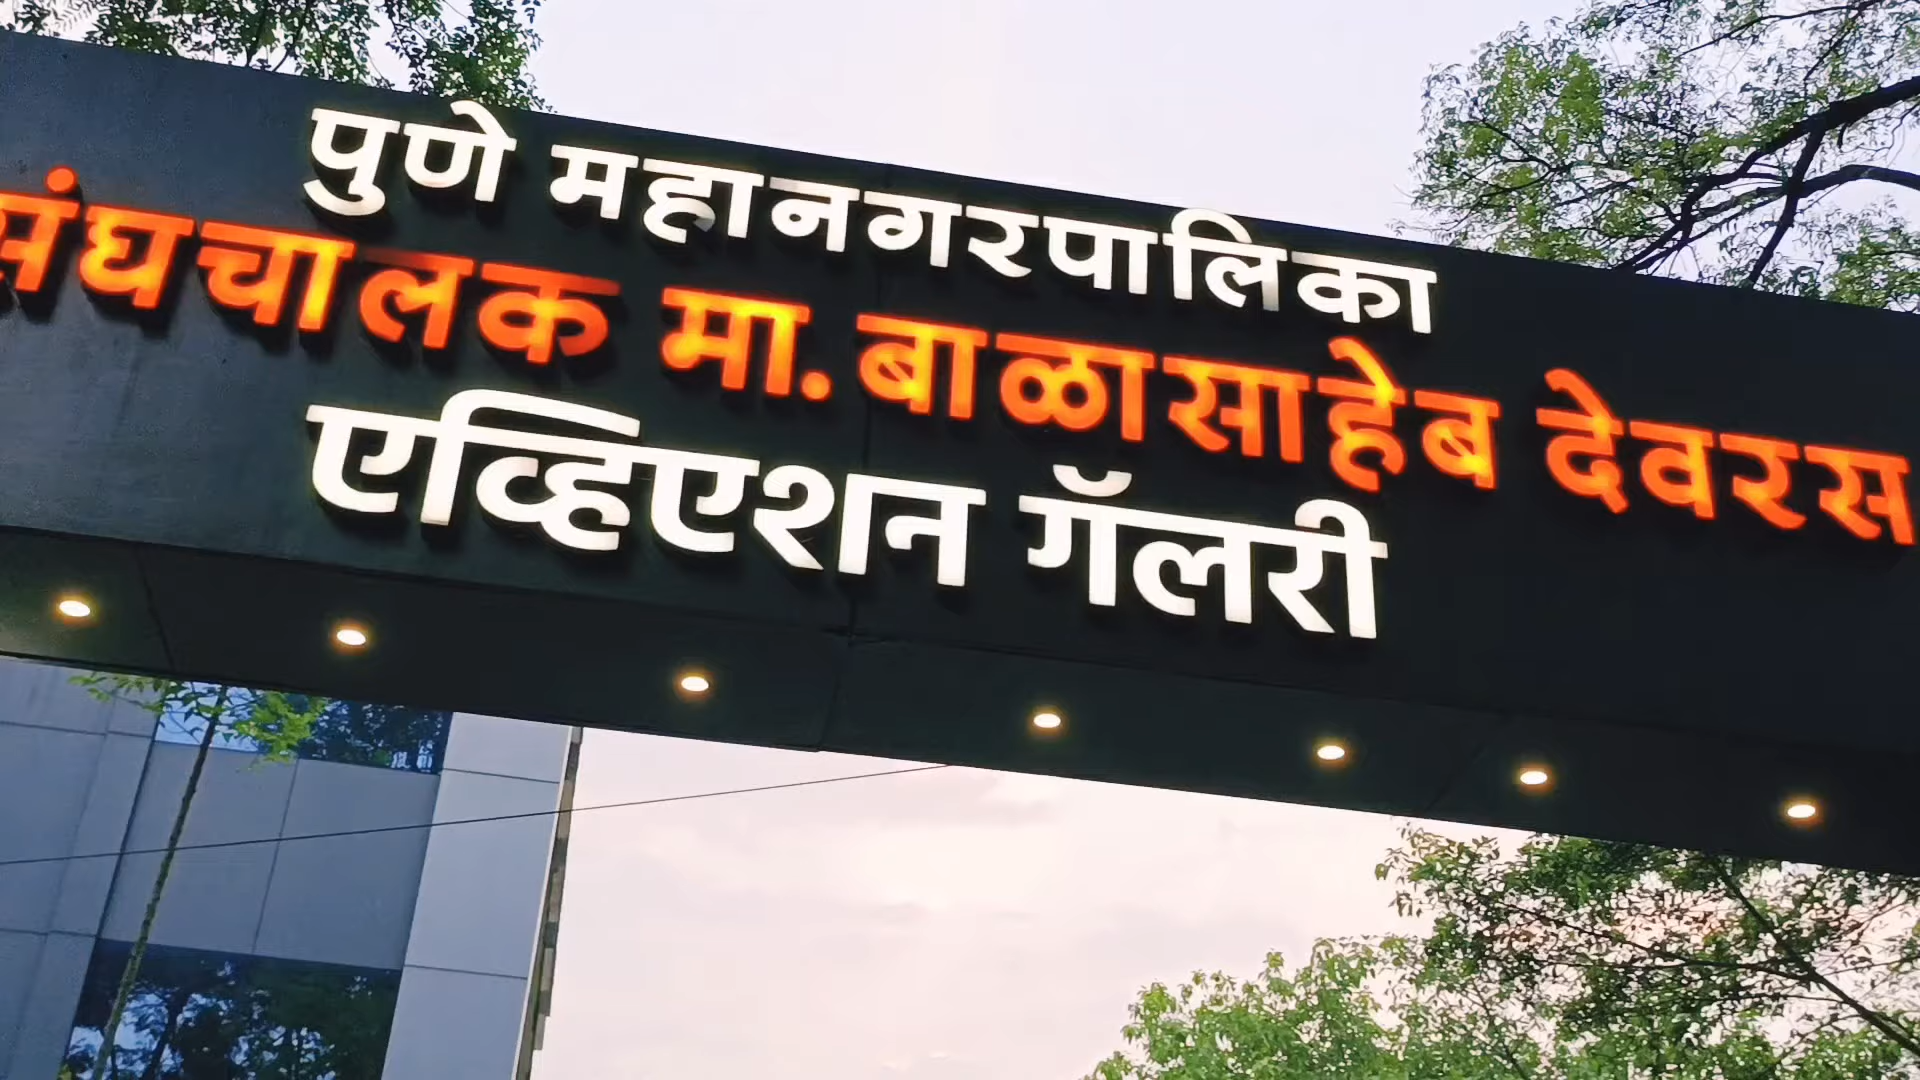 पुणे महानगरपालिका
संघचालक मा. बाळासाहेब देवरस
एव्हिएशन गॅलरी